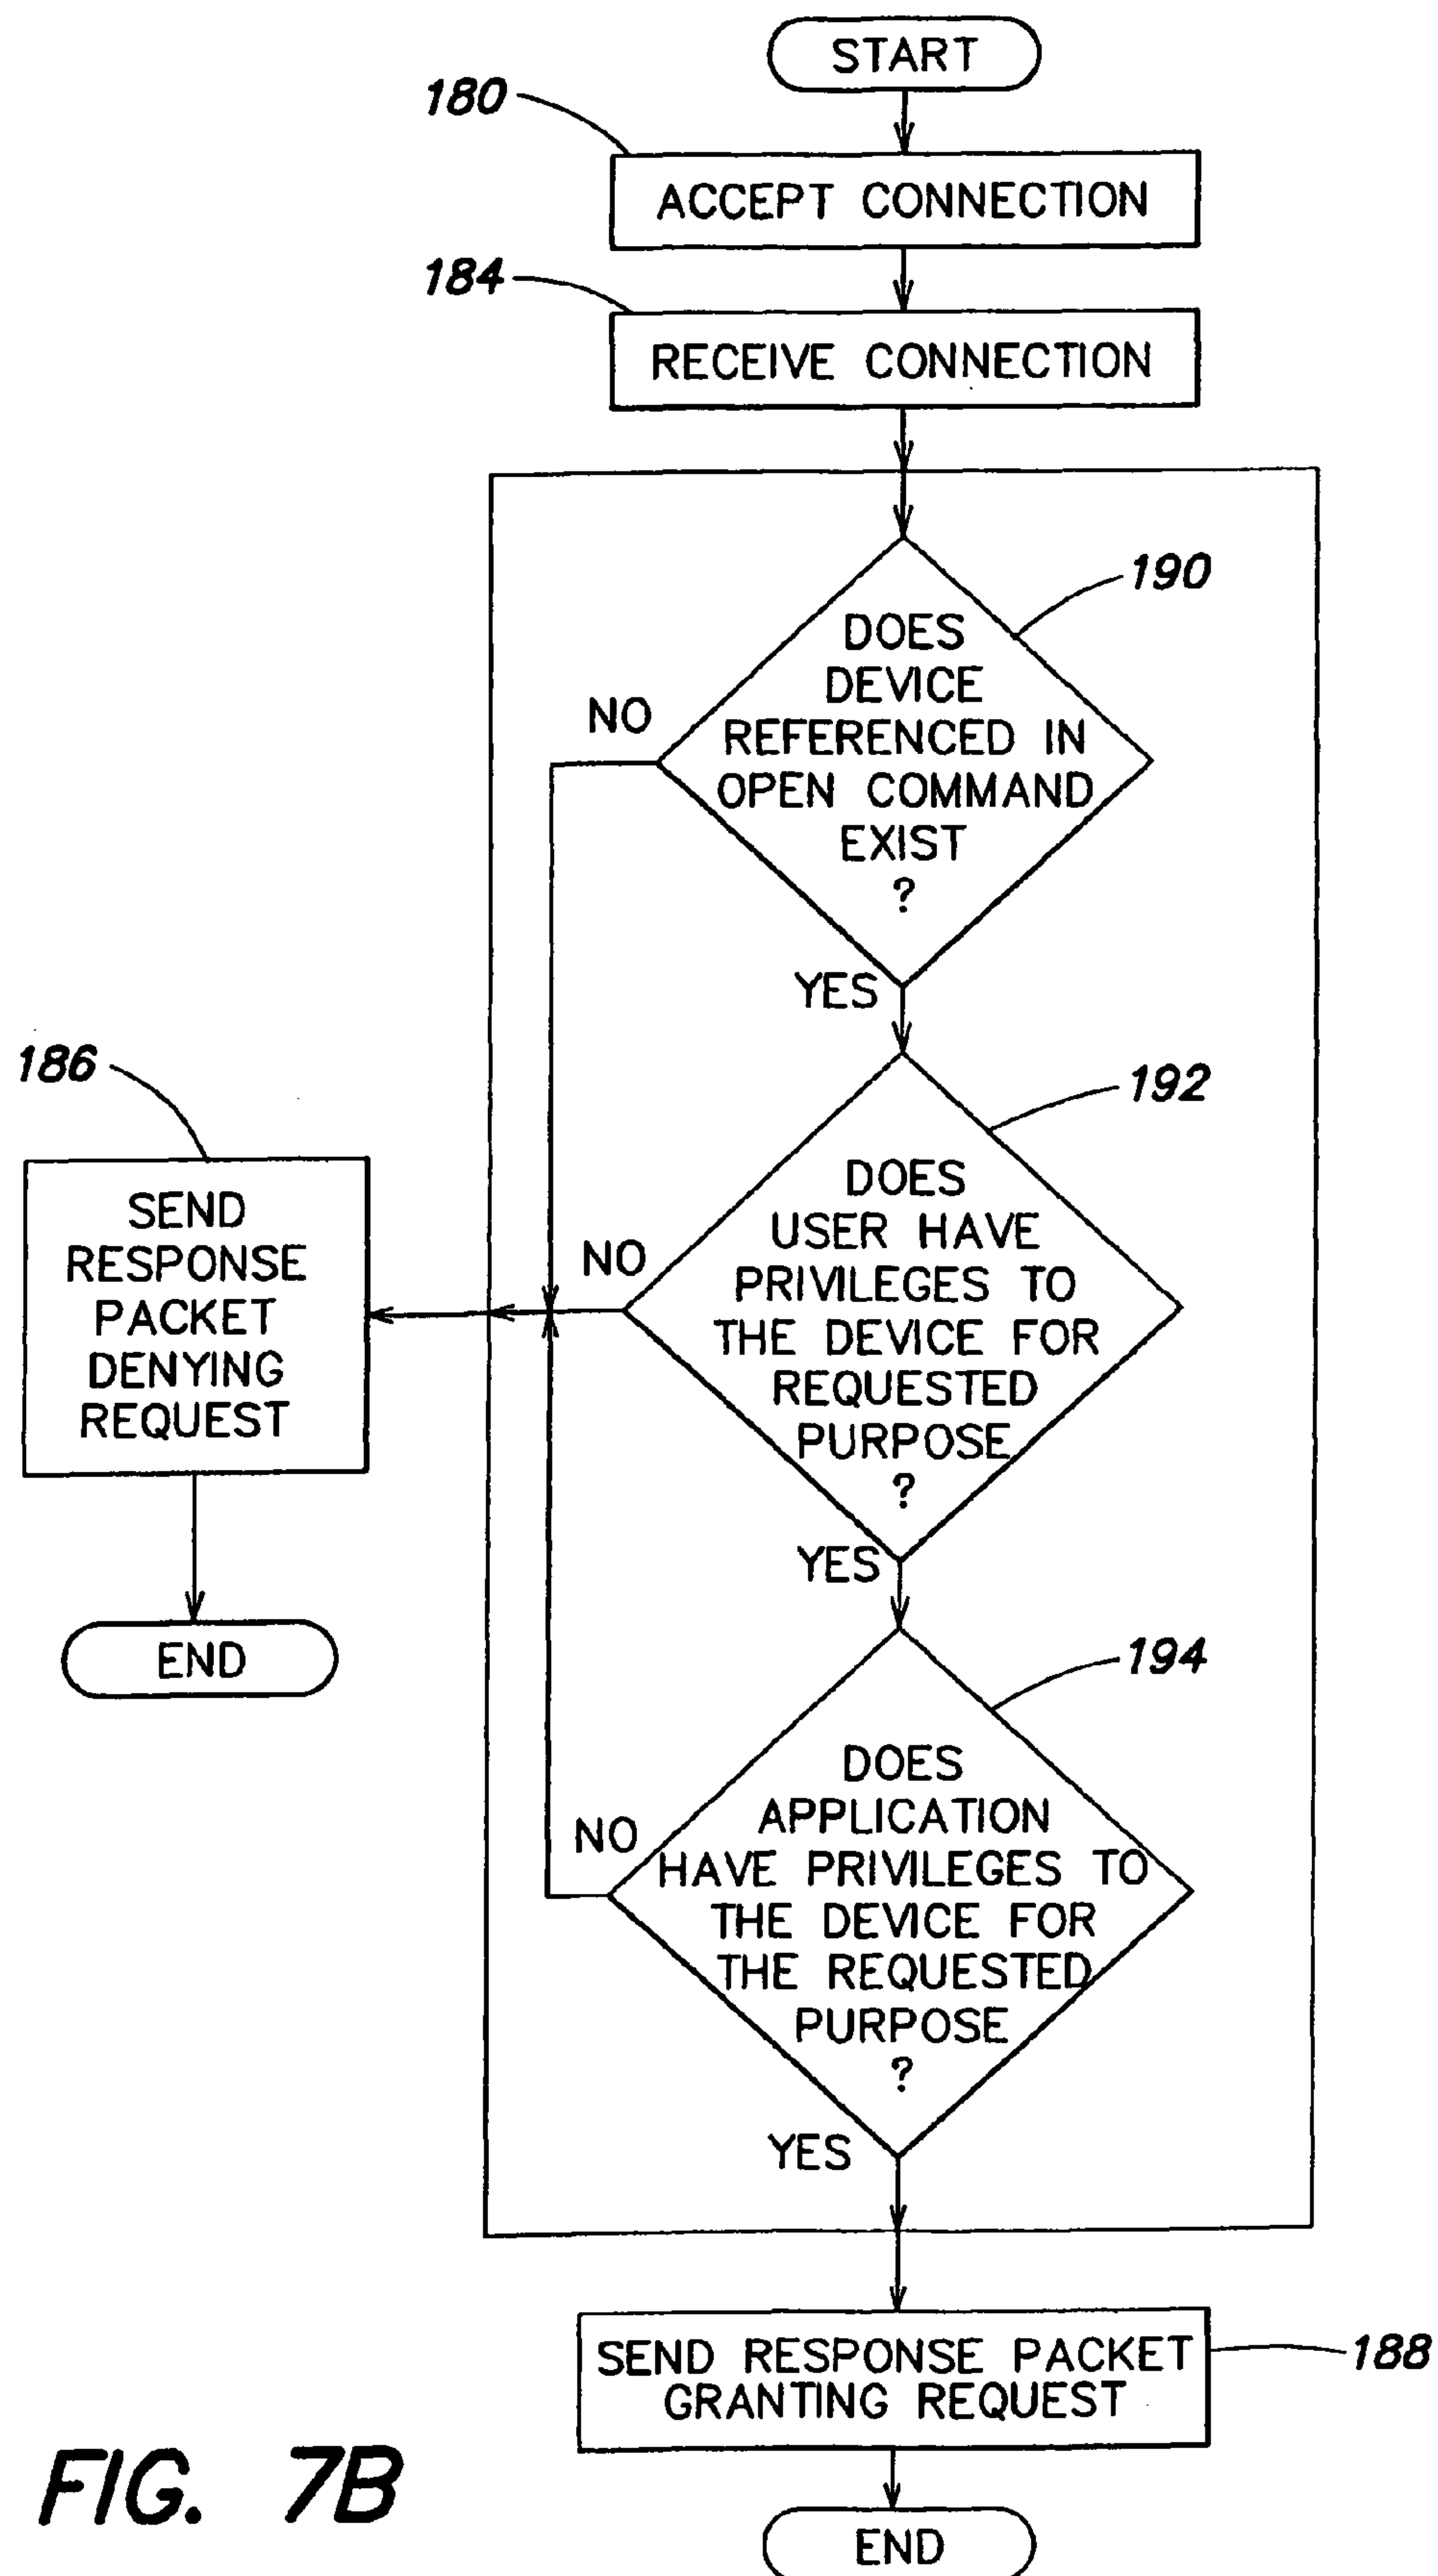 START
180
ACCEPT CONNECTION
184
RECEIVE CONNECTION
190
DOES
DEVICE
REFERENCED IN
OPEN COMMAND
EXIST
?
NO
YES
186
SEND
RESPONSE
PACKET
DENYING
REQUEST
END
192
DOES
USER HAVE
PRIVILEGES TO
THE DEVICE FOR
REQUESTED
PURPOSE
?
NO
YES
194
DOES
APPLICATION
HAVE PRIVILEGES TO
THE DEVICE FOR
THE REQUESTED
PURPOSE
?
NO
YES
SEND RESPONSE PACKET
GRANTING REQUEST
188
END
FIG. 7B